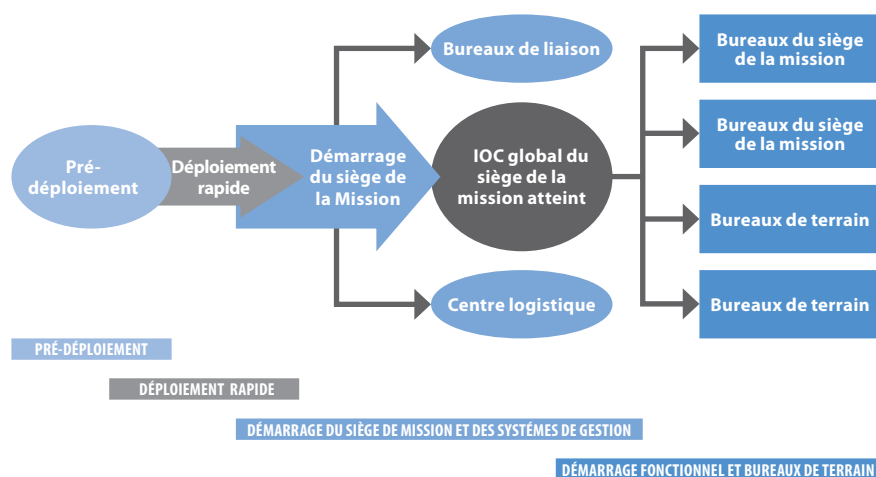 Pré-
déploiement
Déploiement
rapide
Démarrage
du siège de
la Mission
Bureaux de liaison
IOC global du
siège de la
mission atteint
Centre logistique
Bureaux du siège
de la mission
Bureaux du siège
de la mission
Bureaux de terrain
Bureaux de terrain
PRÉ-DÉPLOIEMENT
DÉPLOIEMENT RAPIDE
DÉMARRAGE DU SIÈGE DE MISSION ET DES SYSTÉMES DE GESTION
DÉMARRAGE FONCTIONNEL ET BUREAUX DE TERRAIN